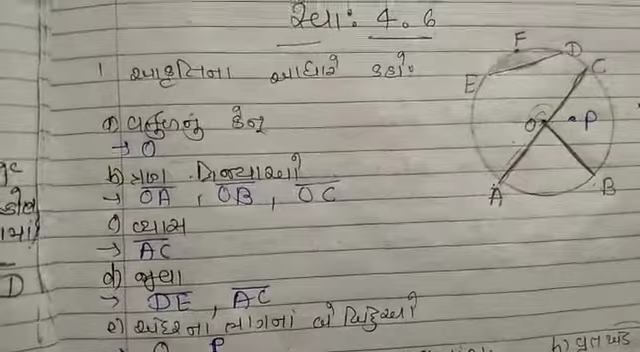 સ્વા: 4.6
1 આકૃતિના આધારે કહો:
a) વર્તુળનું કેન્દ્ર
→ O
b) ત્રણ ત્રિજ્યાઓ
→ OA , OB , OC
c) વ્યાસ
→ AC
d) જીવા
→ DE , AC
e) અંદરના ભાગનાં બે બિંદુઓ
O P
h) વૃતખંડ
F
D
E
C
O
P
A
B
D